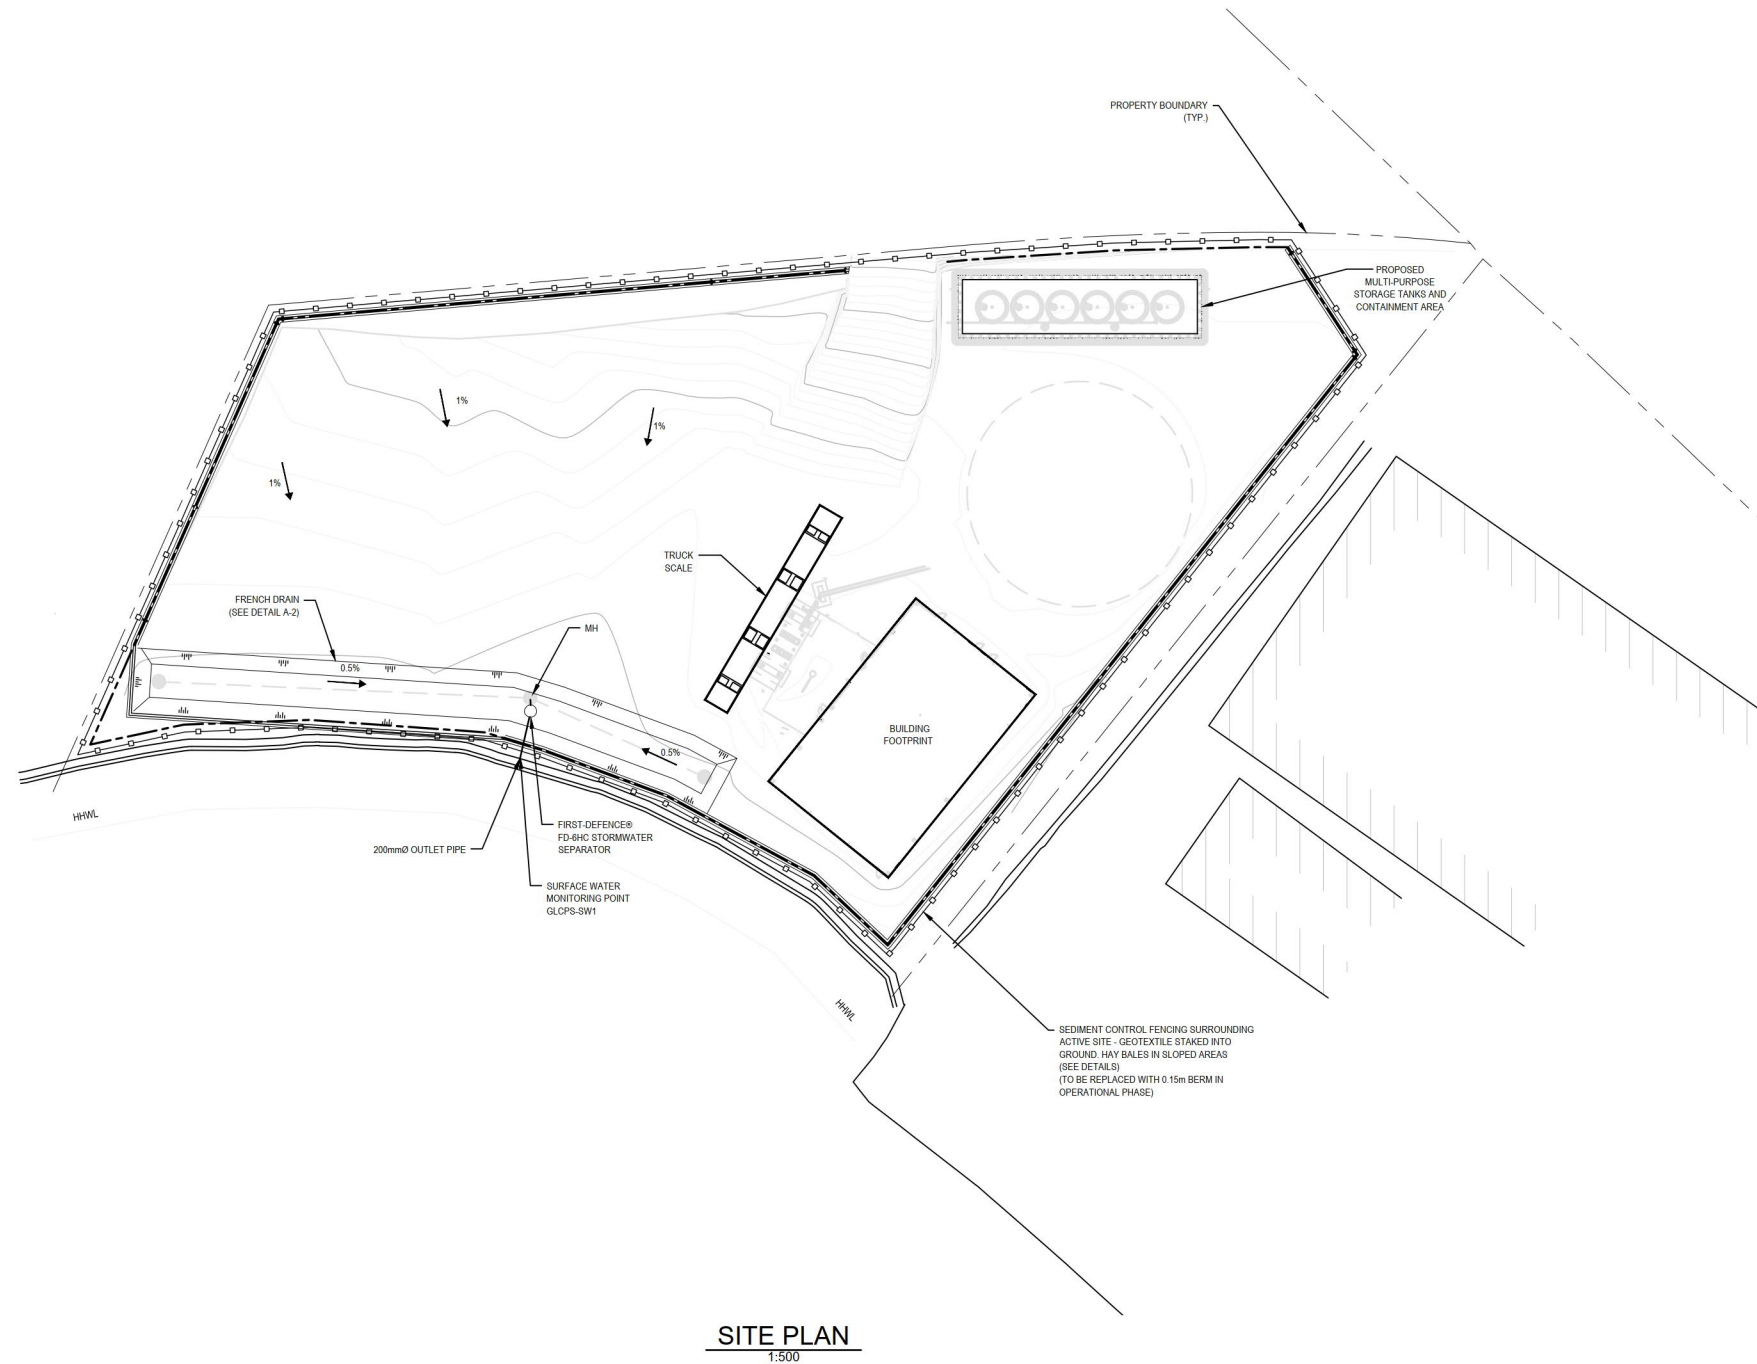 PROPERTY BOUNDARY
(TYP.)
PROPOSED
MULTI-PURPOSE
STORAGE TANKS AND
CONTAINMENT AREA
1%
1%
1%
TRUCK
SCALE
FRENCH DRAIN
(SEE DETAIL A-2)
MH
0.5%
0.5%
BUILDING
FOOTPRINT
HHWL
FIRST-DEFENCE®
FD-6HC STORMWATER
SEPARATOR
200mmØ OUTLET PIPE
SURFACE WATER
MONITORING POINT
GLCPS-SW1
HHWL
SEDIMENT CONTROL FENCING SURROUNDING
ACTIVE SITE - GEOTEXTILE STAKED INTO
GROUND. HAY BALES IN SLOPED AREAS
(SEE DETAILS)
(TO BE REPLACED WITH 0.15m BERM IN
OPERATIONAL PHASE)
SITE PLAN
1:500